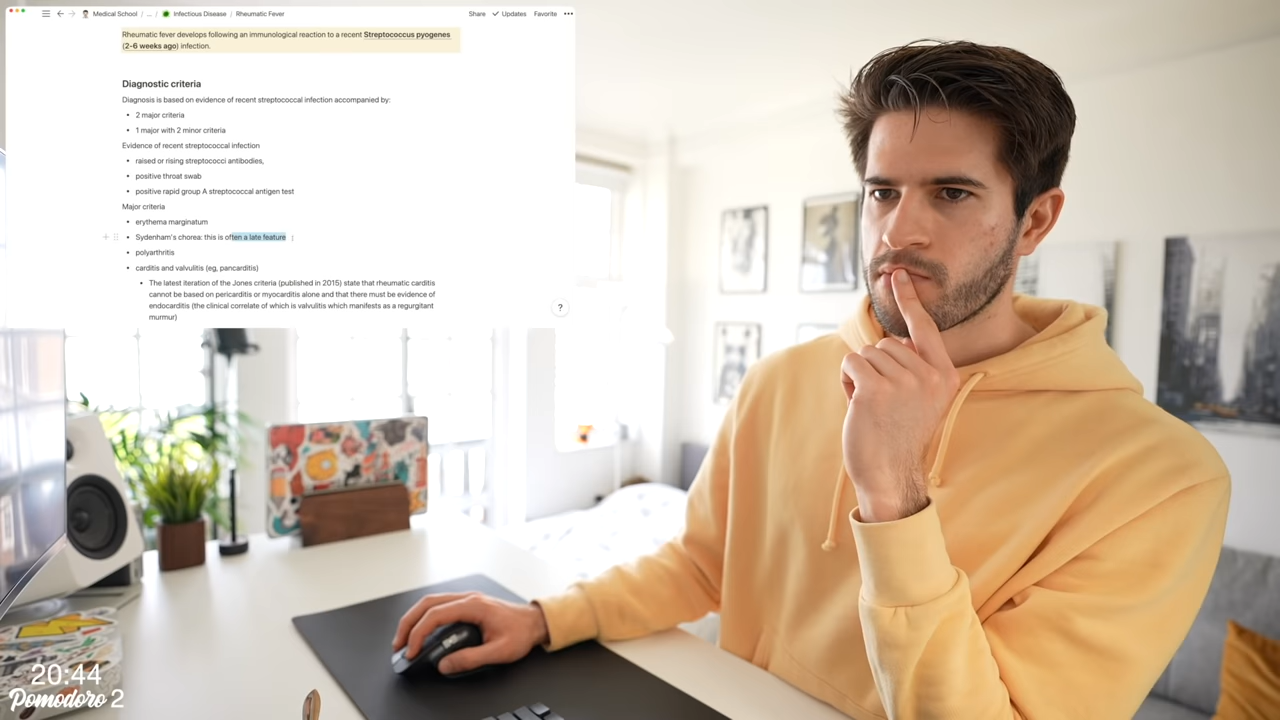 Medical School / ... / Infectious Disease / Rheumatic Fever
Share Updates Favorite •••
Rheumatic fever develops following an immunological reaction to a recent Streptococcus pyogenes
(2-6 weeks ago) infection.
Diagnostic criteria
Diagnosis is based on evidence of recent streptococcal infection accompanied by:
• 2 major criteria
• 1 major with 2 minor criteria
Evidence of recent streptococcal infection
• raised or rising streptococci antibodies,
• positive throat swab
• positive rapid group A streptococcal antigen test
Major criteria
• erythema marginatum
• Sydenham's chorea: this is often a late feature
• polyarthritis
• carditis and valvulitis (eg, pancarditis)
• The latest iteration of the Jones criteria (published in 2015) state that rheumatic carditis
cannot be based on pericarditis or myocarditis alone and that there must be evidence of
endocarditis (the clinical correlate of which is valvulitis which manifests as a regurgitant
murmur)
?
20:44
Pomodoro 2